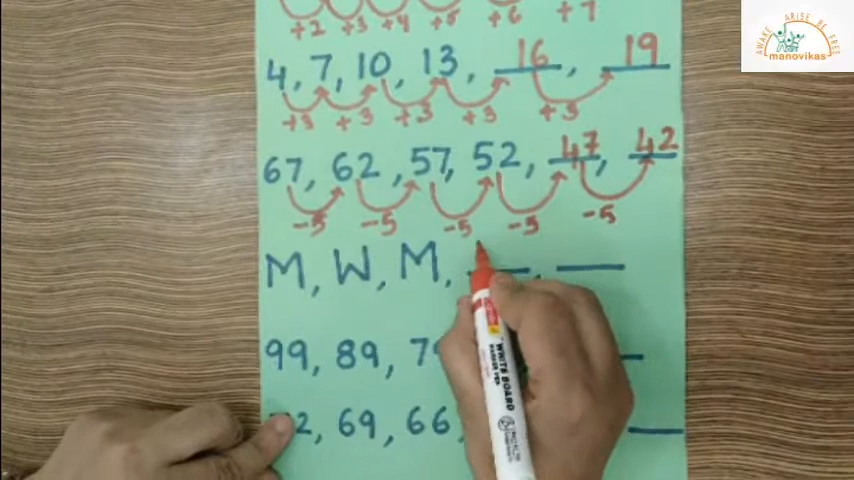 +2 +3 +4 +5 +6 +7
4, 7, 10, 13, 16, 19
+3 +3 +3 +3 +3
67, 62, 57, 52, 47, 42
-5 -5 -5 -5 -5
M, W, M,
99, 89,
69, 66,
WHITE BOARD
MARKER PEN
AWAKE ARISE BE FREE
manovikas